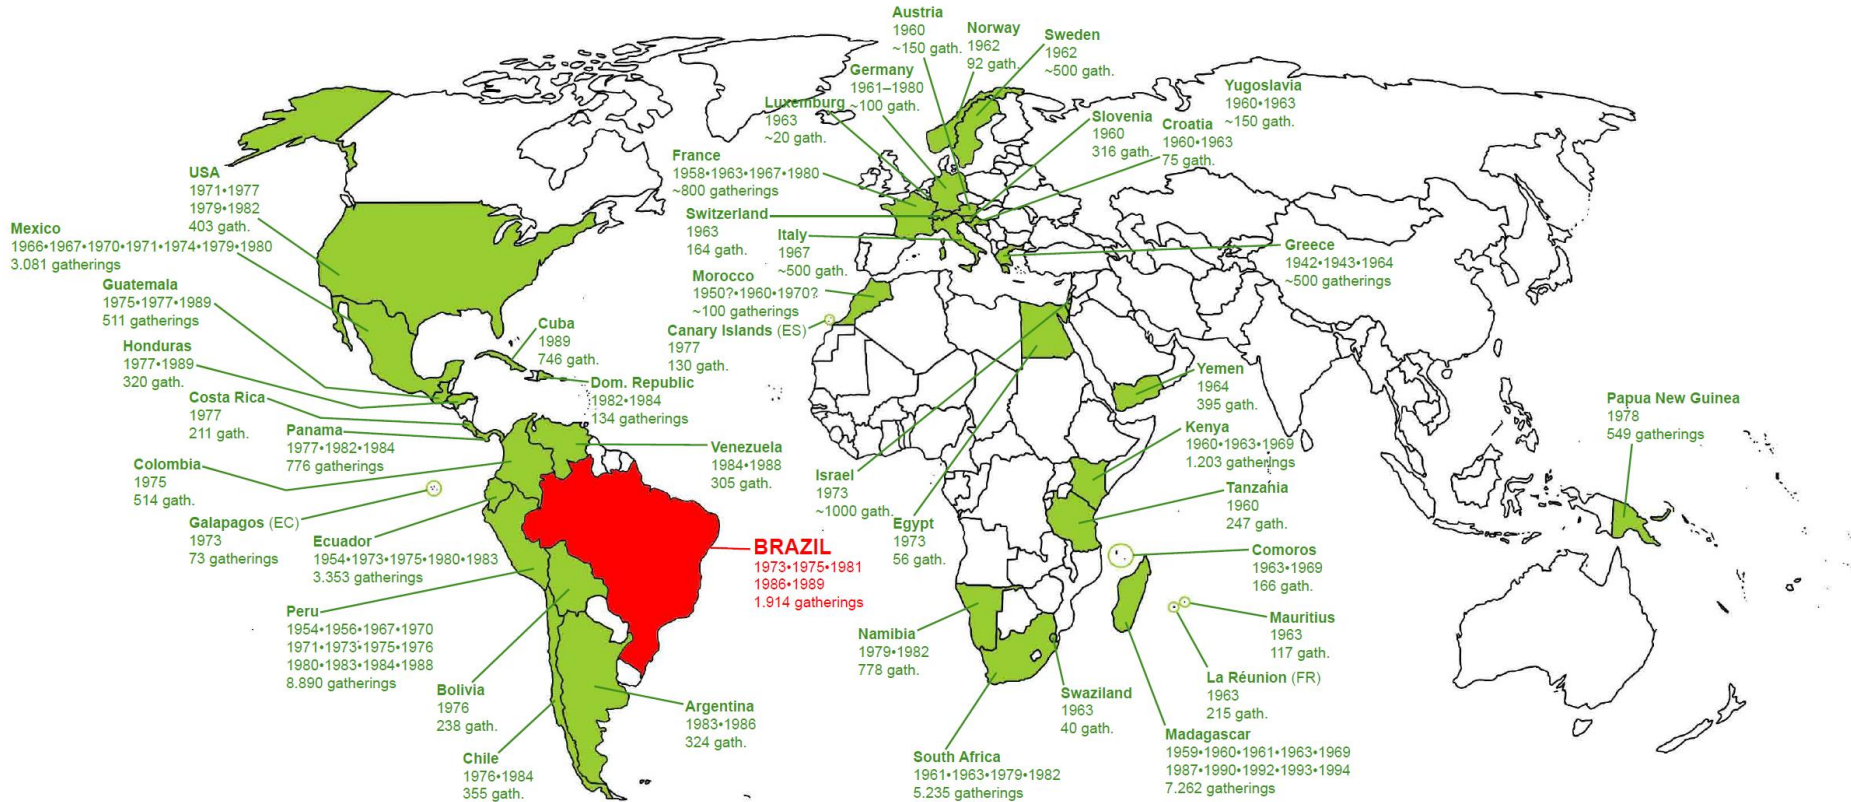 Austria
1960
~150 gath.
Norway
1962
92 gath.
Sweden
1962
~500 gath.
Germany
1961–1980
~100 gath.
Luxemburg
1963
~20 gath.
Yugoslavia
1960•1963
~150 gath.
Slovenia
1960
316 gath.
Croatia
1960•1963
75 gath.
France
1958•1963•1967•1980
~800 gatherings
USA
1971•1977
1979•1982
403 gath.
Switzerland
1963
164 gath.
Mexico
1966•1967•1970•1971•1974•1979•1980
3.081 gatherings
Italy
1967
~500 gath.
Greece
1942•1943•1964
~500 gatherings
Morocco
1950?•1960•1970?
~100 gatherings
Guatemala
1975•1977•1989
511 gatherings
Canary Islands (ES)
1977
130 gath.
Cuba
1989
746 gath.
Honduras
1977•1989
320 gath.
Dom. Republic
1982•1984
134 gatherings
Yemen
1964
395 gath.
Costa Rica
1977
211 gath.
Papua New Guinea
1978
549 gatherings
Panama
1977•1982•1984
776 gatherings
Kenya
1960•1963•1969
1.203 gatherings
Venezuela
1984•1988
305 gath.
Colombia
1975
514 gath.
Israel
1973
~1000 gath.
Tanzania
1960
247 gath.
Galapagos (EC)
1973
73 gatherings
Egypt
1973
56 gath.
Ecuador
1954•1973•1975•1980•1983
3.353 gatherings
BRAZIL
1973•1975•1981
1986•1989
1.914 gatherings
Comoros
1963•1969
166 gath.
Peru
1954•1956•1967•1970
1971•1973•1975•1976
1980•1983•1984•1988
8.890 gatherings
Mauritius
1963
117 gath.
Namibia
1979•1982
778 gath.
La Réunion (FR)
1963
215 gath.
Bolivia
1976
238 gath.
Swaziland
1963
40 gath.
Argentina
1983•1986
324 gath.
Madagascar
1959•1960•1961•1963•1969
1987•1990•1992•1993•1994
7.262 gatherings
Chile
1976•1984
355 gath.
South Africa
1961•1963•1979•1982
5.235 gatherings